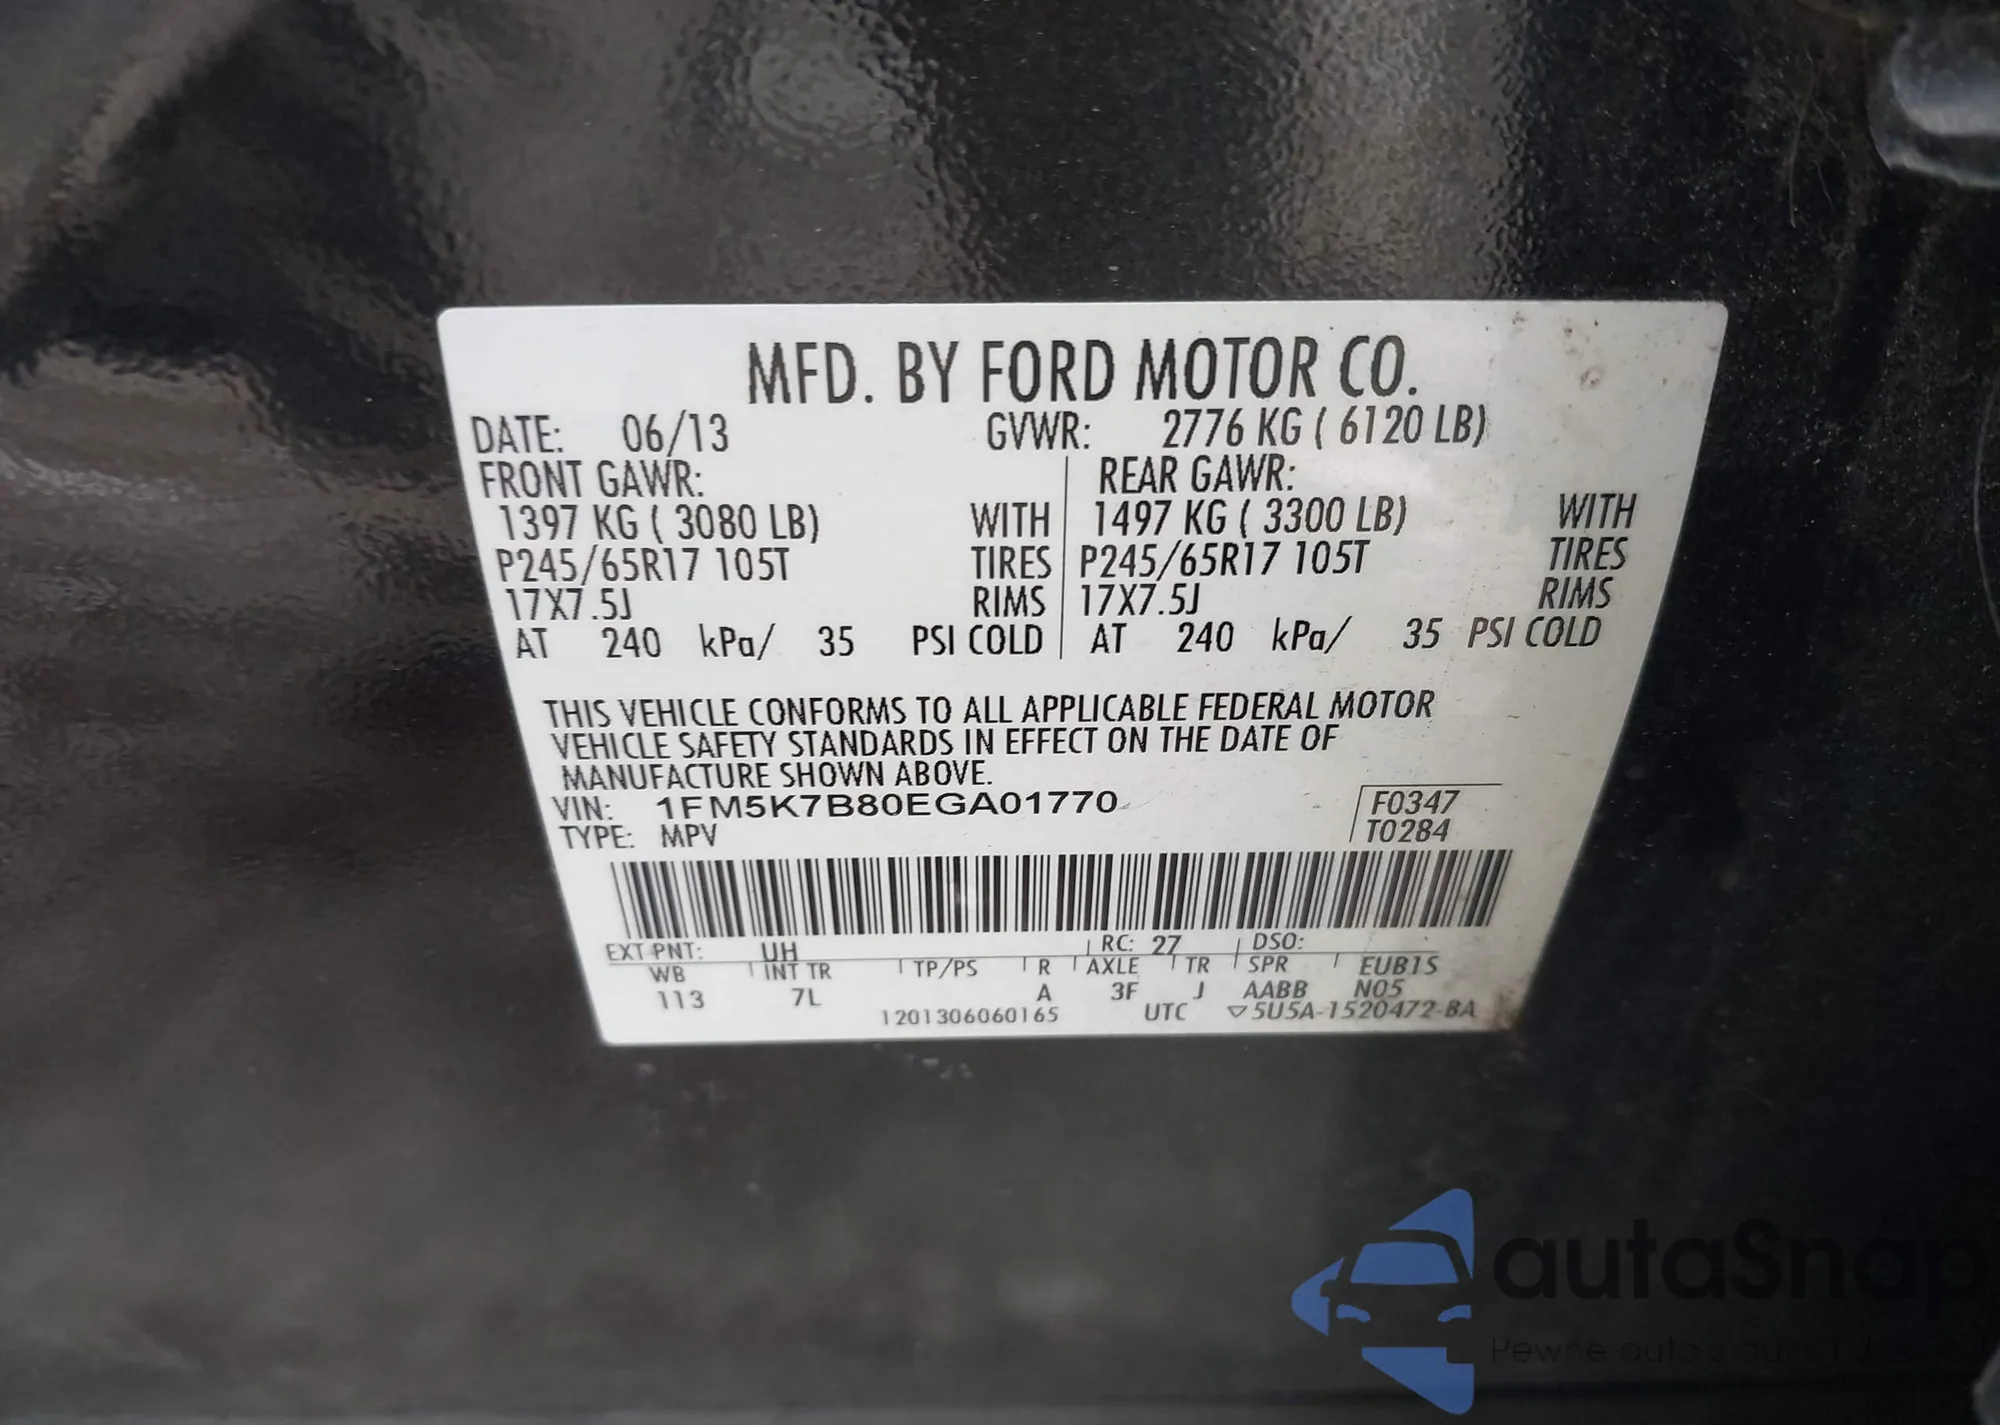 MFD. BY FORD MOTOR CO.
DATE: 06/13 GVWR: 2776 KG ( 6120 LB)
FRONT GAWR: REAR GAWR:
1397 KG ( 3080 LB) WITH 1497 KG ( 3300 LB) WITH
P245/65R17 105T TIRES P245/65R17 105T TIRES
17X7.5J RIMS 17X7.5J RIMS
AT 240 kPa/ 35 PSI COLD AT 240 kPa/ 35 PSI COLD
THIS VEHICLE CONFORMS TO ALL APPLICABLE FEDERAL MOTOR
VEHICLE SAFETY STANDARDS IN EFFECT ON THE DATE OF
MANUFACTURE SHOWN ABOVE.
VIN: 1FM5K7B80EGA01770 F0347
TYPE: MPV T0284
EXT PNT: UH RC: 27 DSO:
WB INT TR TP/PS R AXLE TR SPR EUB1S
113 7L A 3F J AABB N05
1201306060165 UTC ▽5U5A-1520472-BA
autaSnap
Pewne auta z